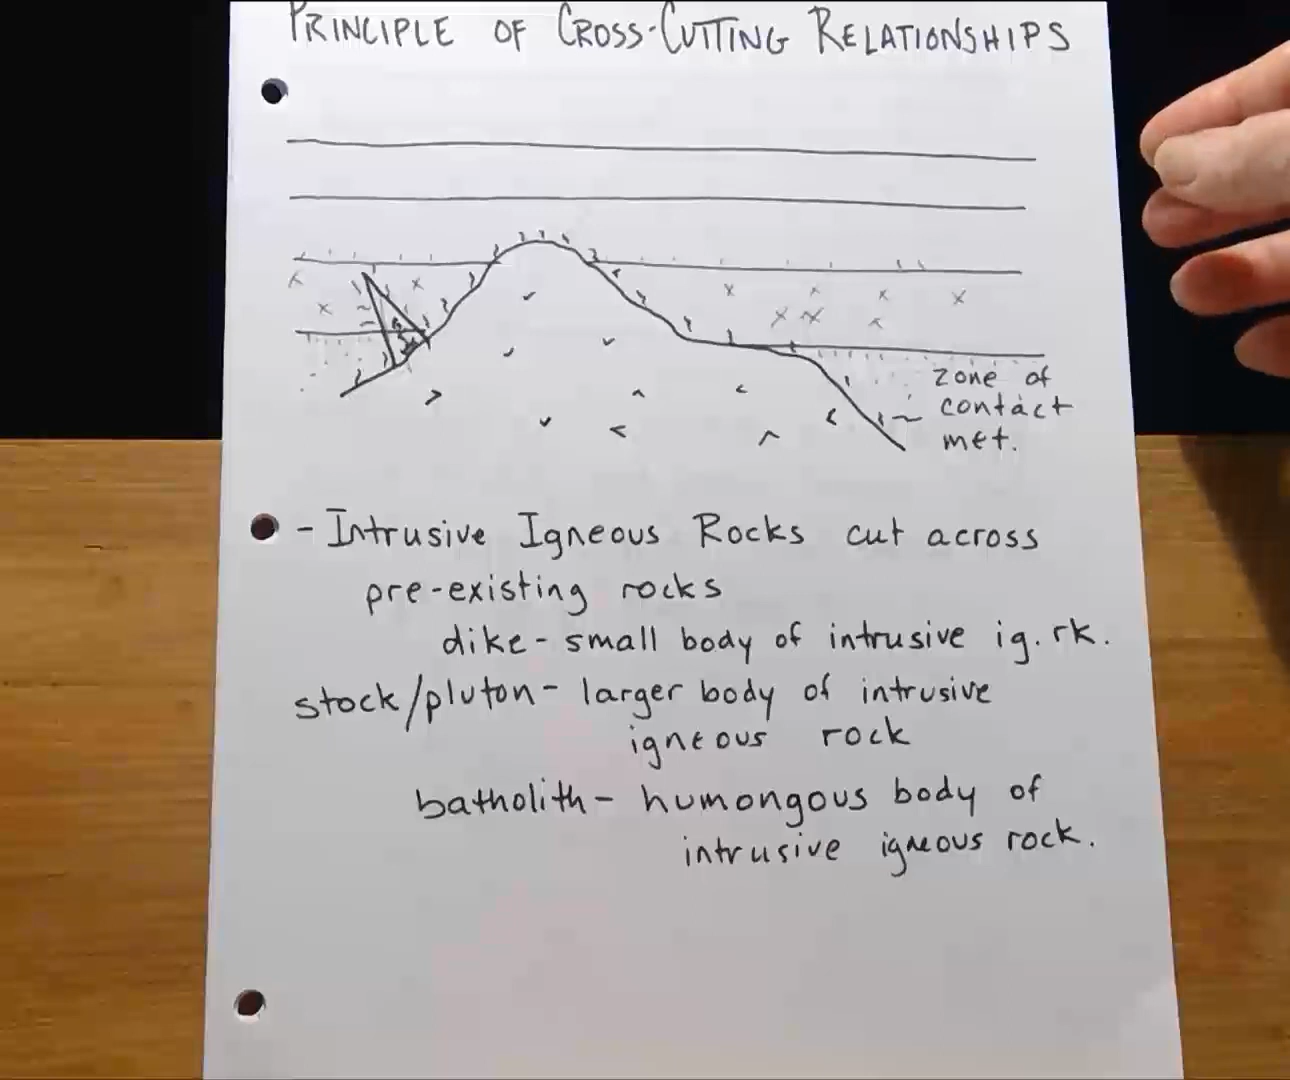 PRINCIPLE OF CROSS-CUTTING RELATIONSHIPS
zone of
contact
met.
- Intrusive Igneous Rocks cut across
pre-existing rocks
dike - small body of intrusive ig. rk.
stock/pluton - larger body of intrusive
igneous rock
batholith - humongous body of
intrusive igneous rock.